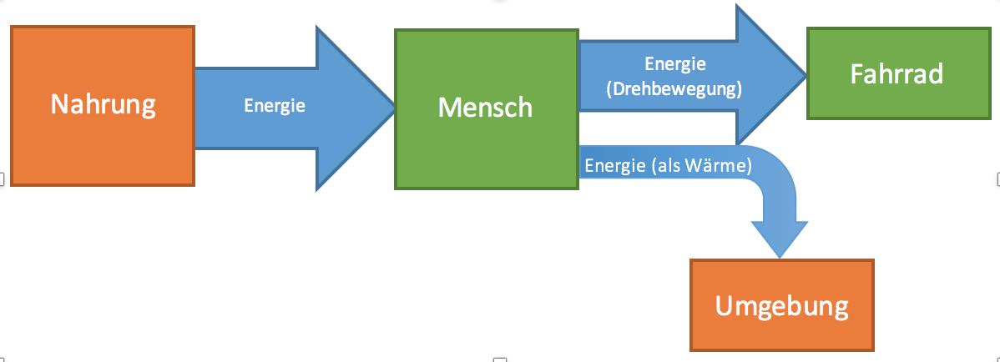 Nahrung
Energie
Mensch
Energie
(Drehbewegung)
Fahrrad
Energie (als Wärme)
Umgebung